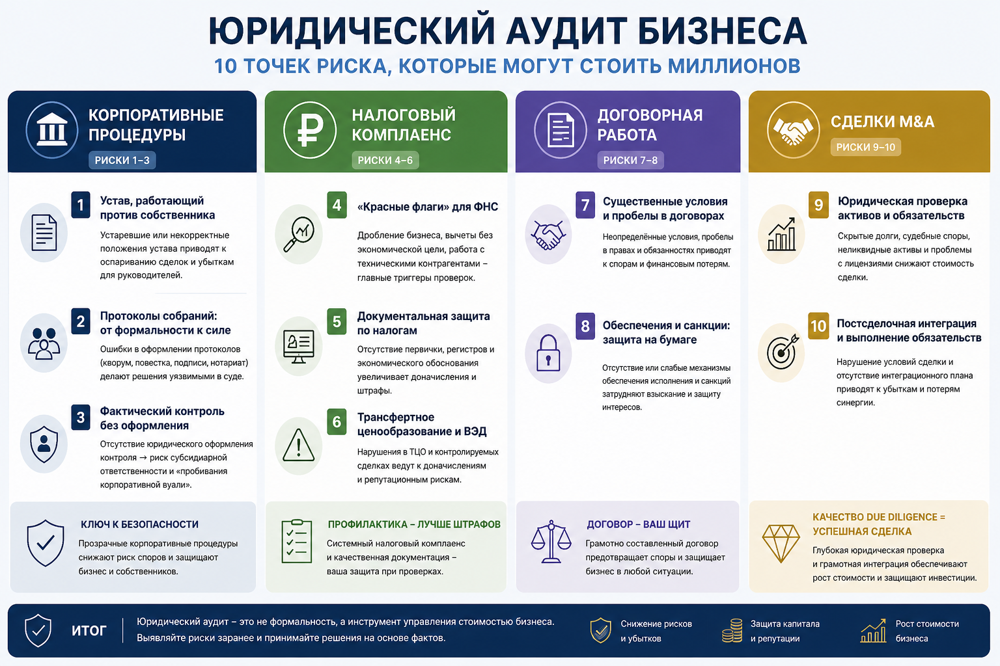 ЮРИДИЧЕСКИЙ АУДИТ БИЗНЕСА
10 ТОЧЕК РИСКА, КОТОРЫЕ МОГУТ СТОИТЬ МИЛЛИОНОВ
КОРПОРАТИВНЫЕ
ПРОЦЕДУРЫ
РИСКИ 1–3
1
Устав, работающий
против собственника
Устаревшие или некорректные
положения устава приводят к
оспариванию сделок и убыткам
для руководителей.
2
Протоколы собраний:
от формальности к силе
Ошибки в оформлении протоколов
(кворум, повестка, подписи, нотариат)
делают решения уязвимыми в суде.
3
Фактический контроль
без оформления
Отсутствие юридического оформления
контроля → риск субсидиарной
ответственности и «пробивания
корпоративной вуали».
КЛЮЧ К БЕЗОПАСНОСТИ
Прозрачные корпоративные процедуры
снижают риск споров и защищают
бизнес и собственников.
НАЛОГОВЫЙ
КОМПЛАЕНС
РИСКИ 4–6
4
«Красные флаги» для ФНС
Дробление бизнеса, вычеты без
экономической цели, работа с
техническими контрагентами –
главные триггеры проверок.
5
Документальная защита
по налогам
Отсутствие первички, регистров и
экономического обоснования
увеличивает доначисления и
штрафы.
6
Трансфертное
ценообразование и ВЭД
Нарушения в ТЦО и контролируемых
сделках ведут к доначислениям
и репутационным рискам.
ПРОФИЛАКТИКА – ЛУЧШЕ ШТРАФОВ
Системный налоговый комплаенс
и качественная документация –
ваша защита при проверках.
ДОГОВОРНАЯ
РАБОТА
РИСКИ 7–8
7
Существенные условия
и пробелы в договорах
Неопределённые условия, пробелы
в правах и обязанностях приводят
к спорам и финансовым потерям.
8
Обеспечения и санкции:
защита на бумаге
Отсутствие или слабые механизмы
обеспечения исполнения и санкций
затрудняют взыскание и защиту
интересов.
ДОГОВОР – ВАШ ЩИТ
Грамотно составленный договор
предотвращает споры и защищает
бизнес в любой ситуации.
СДЕЛКИ M&A
РИСКИ 9–10
9
Юридическая проверка
активов и обязательств
Скрытые долги, судебные споры,
неликвидные активы и проблемы
с лицензиями снижают стоимость
сделки.
10
Постсделочная интеграция
и выполнение обязательств
Нарушение условий сделки и
отсутствие интеграционного плана
приводят к убыткам и потерям
синергии.
КАЧЕСТВО DUE DILIGENCE =
УСПЕШНАЯ СДЕЛКА
Глубокая юридическая проверка
и грамотная интеграция обеспечивают
рост стоимости и защищают инвестиции.
ИТОГ
Юридический аудит – это не формальность, а инструмент управления стоимостью бизнеса.
Выявляйте риски заранее и принимайте решения на основе фактов.
Снижение рисков
и убытков
Защита капитала
и репутации
Рост стоимости
бизнеса